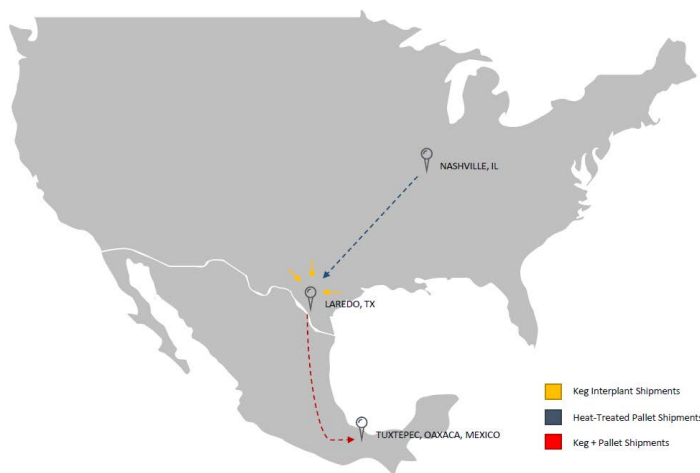 NASHVILLE, IL
LAREDO, TX
Keg Interplant Shipments
Heat-Treated Pallet Shipments
TUXTEPEC, OAXACA, MEXICO
Keg + Pallet Shipments